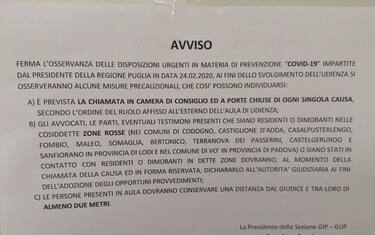 AVVISO
FERMA L'OSSERVANZA DELLE DISPOSIZIONI URGENTI IN MATERIA DI PREVENZIONE "COVID-19" IMPARTITE
DAL PRESIDENTE DELLA REGIONE PUGLIA IN DATA 24.02.2020, AI FINI DELLO SVOLGIMENTO DELL'UDIENZA SI
OSSERVERANNO ALCUNE MISURE PRECAUZIONALI, CHE COSI' POSSONO INDIVIDUARSI:
A) È PREVISTA LA CHIAMATA IN CAMERA DI CONSIGLIO ED A PORTE CHIUSE DI OGNI SINGOLA CAUSA,
SECONDO L'ORDINE DEL RUOLO AFFISSO ALL'ESTERNO DELL'AULA DI UDIENZA;
B) GLI AVVOCATI, LE PARTI, EVENTUALI TESTIMONI PRESENTI CHE SIANO RESIDENTI O DIMORANTI NELLE
COSIDDETTE ZONE ROSSE (NEI COMUNI DI CODOGNO, CASTIGLIONE D'ADDA, CASALPUSTERLENGO,
FOMBIO, MALEO, SOMAGLIA, BERTONICO, TERRANOVA DEI PASSERINI, CASTELGERUNDO E
SANFIORANO IN PROVINCIA DI LODI E NEL COMUNE DI VO' IN PROVINCIA DI PADOVA) O SIANO STATI IN
CONTATTO CON RESIDENTI O DIMORANTI IN DETTE ZONE DOVRANNO, AL MOMENTO DELLA
CHIAMATA DELLA CAUSA ED IN FORMA RISERVATA, DICHIARARLO ALL'AUTORITA' GIUDIZIARIA AI FINI
DELL'ADOZIONE DEGLI OPPORTUNI PROVVEDIMENTI;
C) LE PERSONE PRESENTI IN AULA DOVRANNO CONSERVARE UNA DISTANZA DAL GIUDICE E TRA LORO DI
ALMENO DUE METRI.
La Presidente della Sezione GIP – GUP